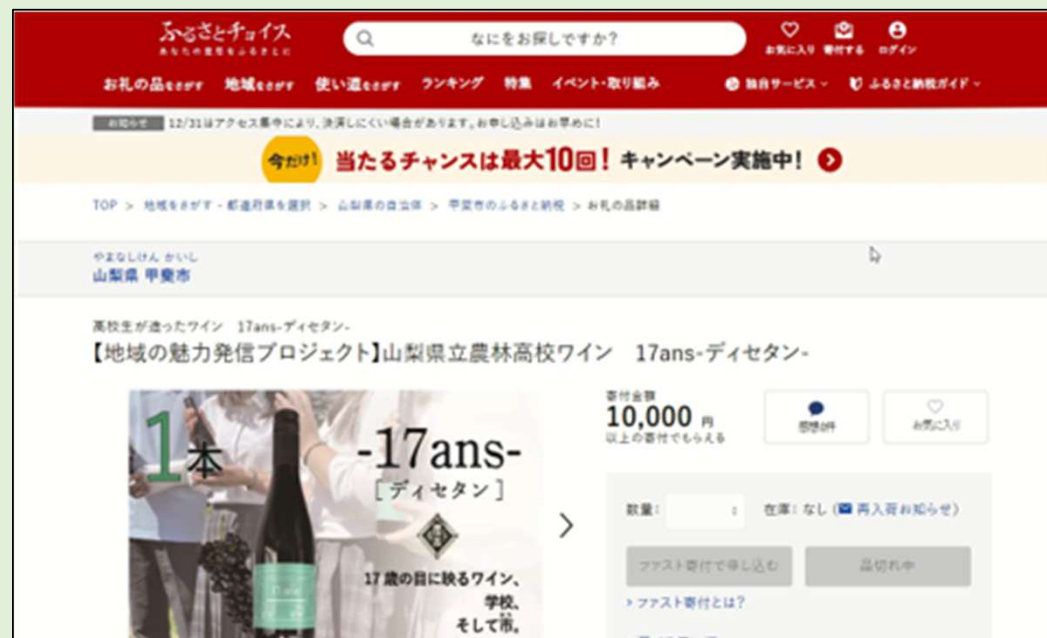 ふるさとチョイス
あなたの意思をふるさとに
なにをお探しですか?
お気に入り 寄付する ログイン
お礼の品をさがす 地域をさがす 使い道をさがす ランキング 特集 イベント・取り組み 独自サービス ふるさと納税ガイド
お知らせ 12/31はアクセス集中により、決済しにくい場合があります。お申し込みはお早めに!
今だけ! 当たるチャンスは最大10回! キャンペーン実施中!
TOP > 地域をさがす・都道府県を選択 > 山梨県の自治体 > 甲斐市のふるさと納税 > お礼の品詳細
やまなしけん かいし
山梨県 甲斐市
高校生が造ったワイン 17ans-ディセタン-
【地域の魅力発信プロジェクト】山梨県立農林高校ワイン 17ans-ディセタン-
1本
-17ans-
[ディセタン]
17歳の目に映るワイン、
学校、
そして市。
寄付金額
10,000 円
以上の寄付でもらえる
感想0件
お気に入り
数量: 在庫: なし (再入荷お知らせ)
ファスト寄付で申し込む 品切れ中
ファスト寄付とは?